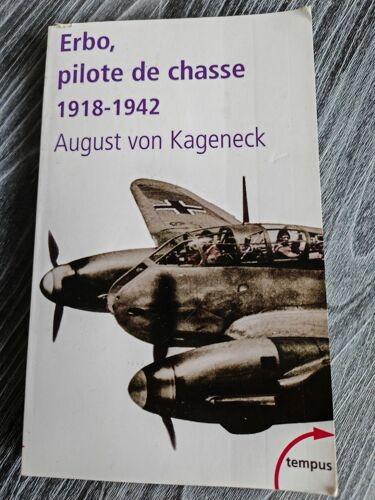 Erbo,
pilote de chasse
1918-1942
August von Kageneck
tempus